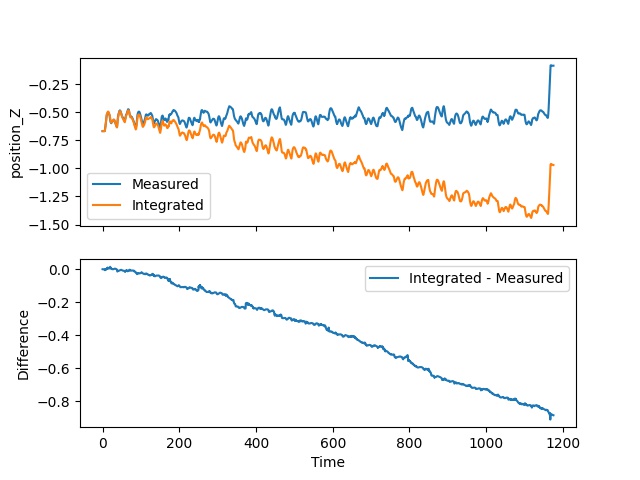 position_Z
−0.25
−0.50
−0.75
−1.00
−1.25
−1.50
Measured
Integrated
Difference
0.0
−0.2
−0.4
−0.6
−0.8
Integrated - Measured
0 200 400 600 800 1000 1200
Time